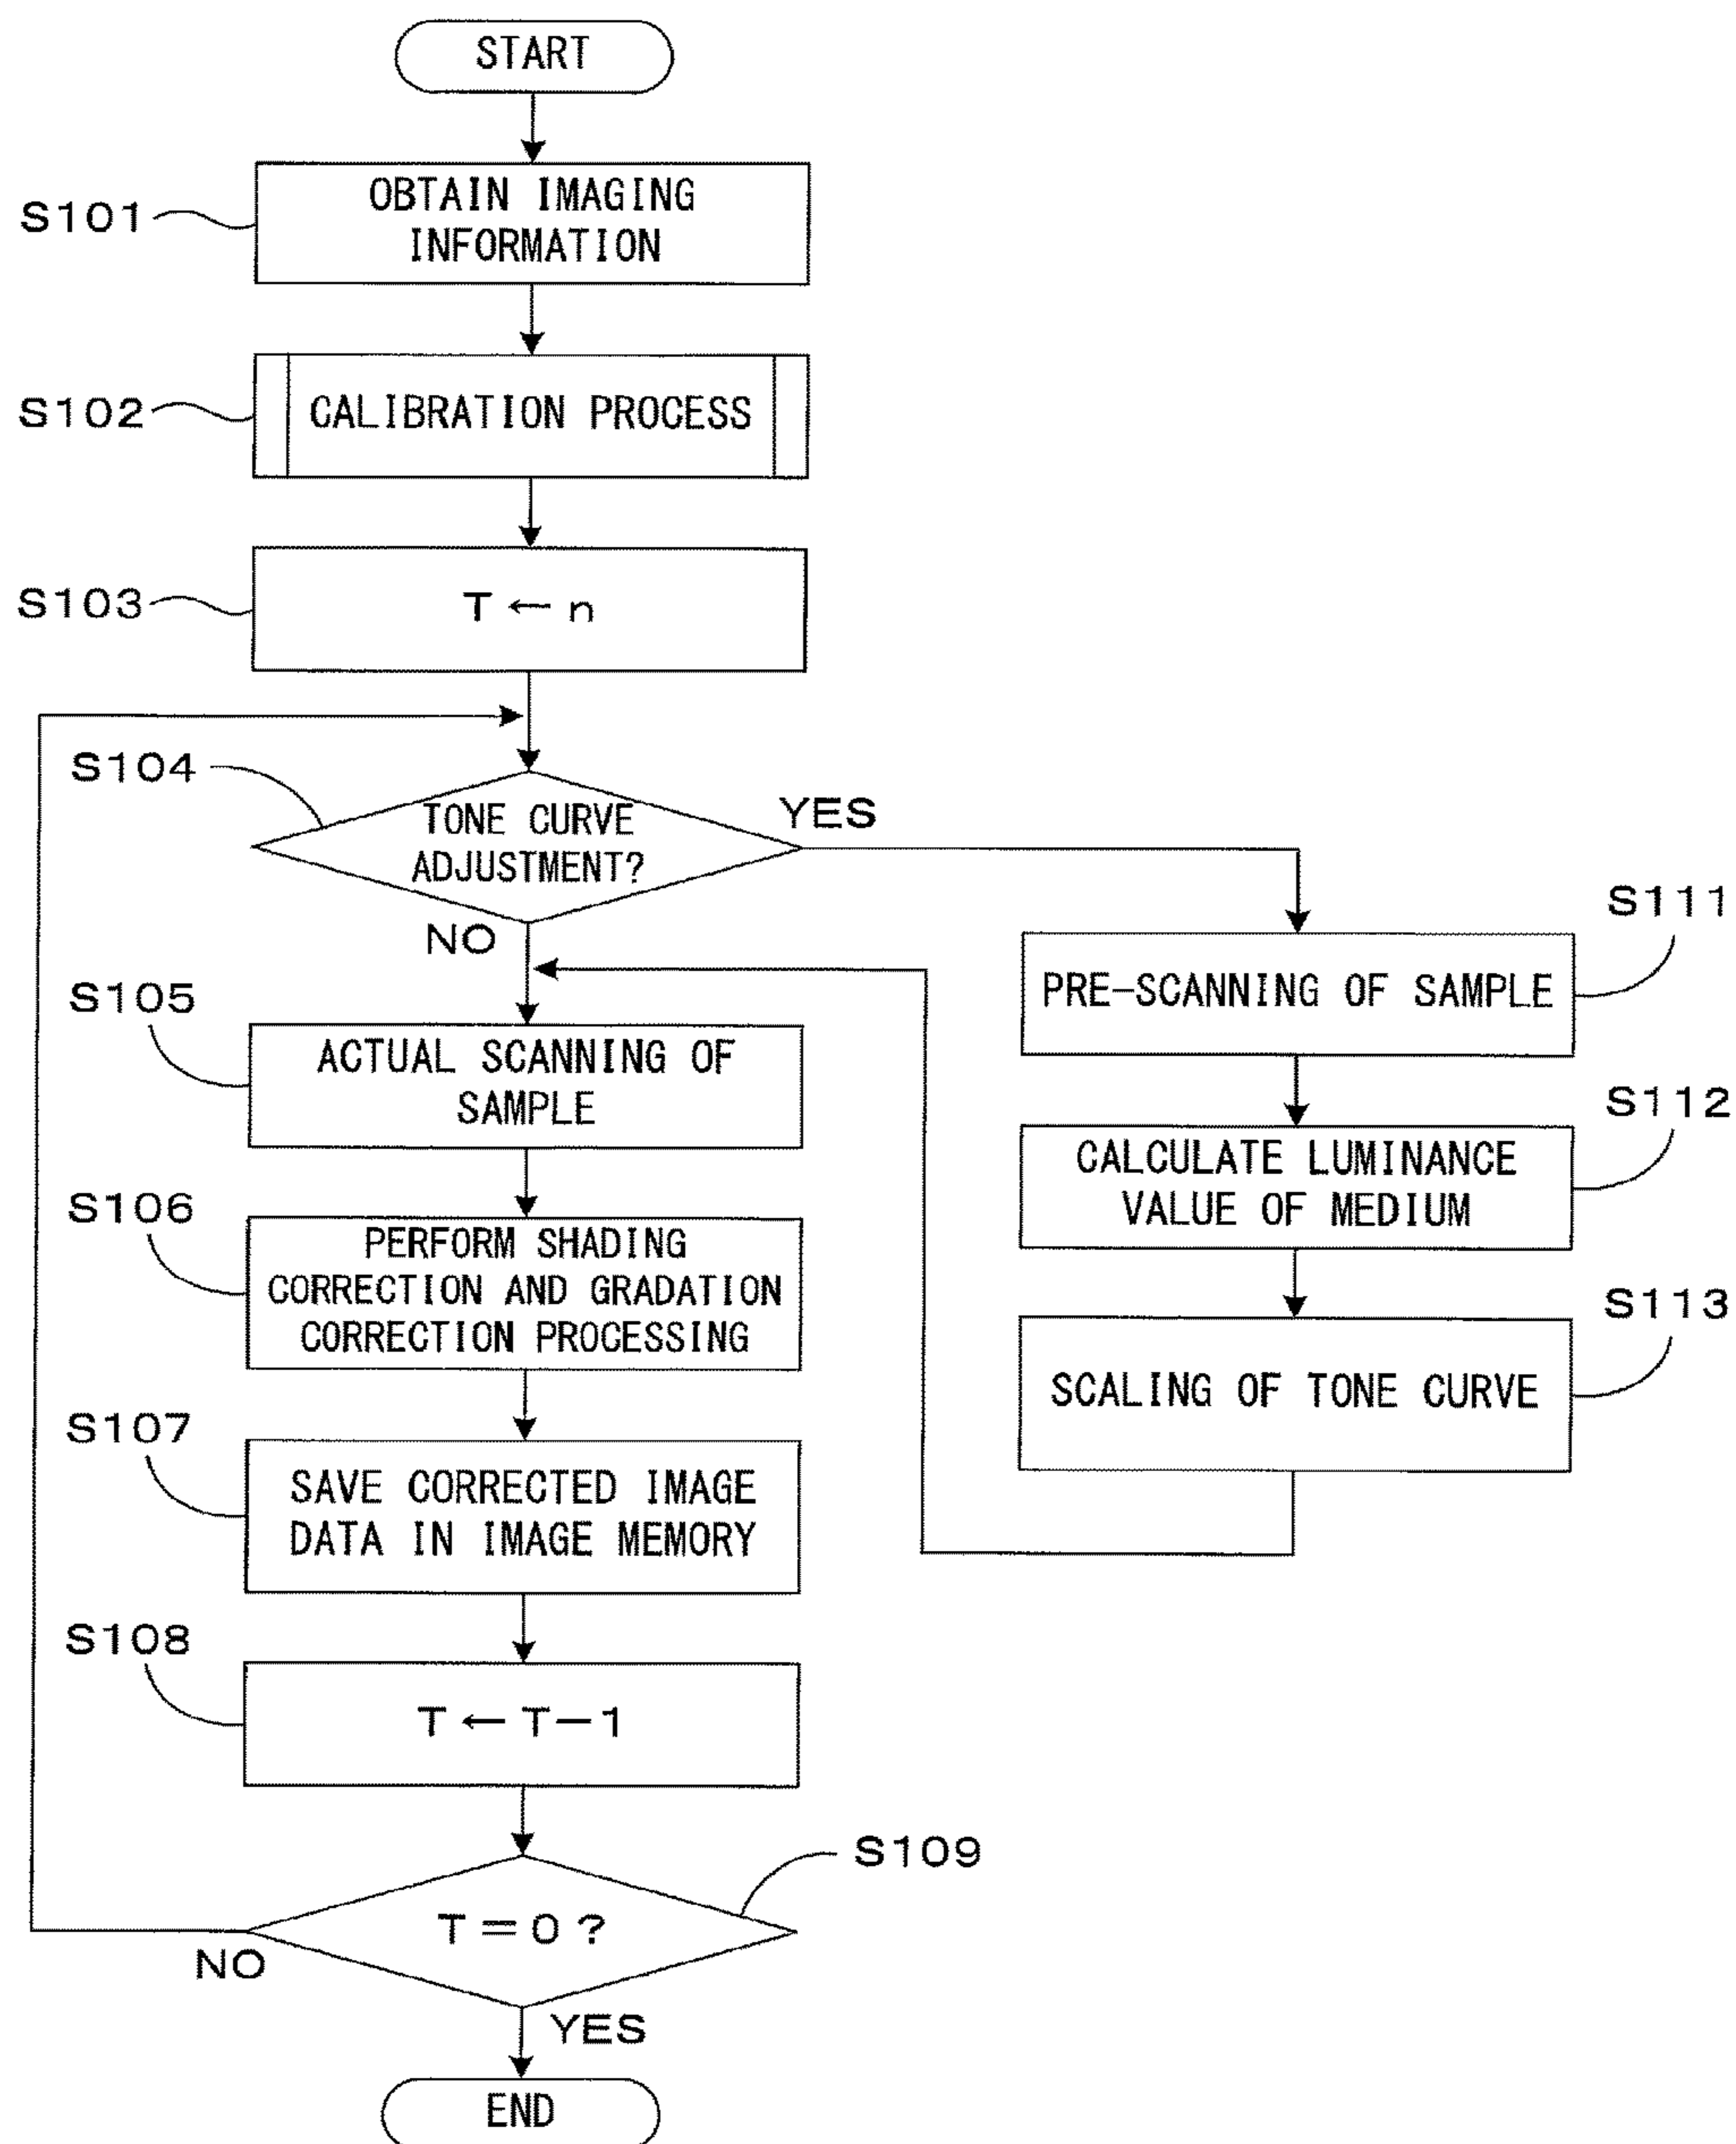 START
S101
OBTAIN IMAGING
INFORMATION
S102
CALIBRATION PROCESS
S103
T ← n
S104
TONE CURVE
ADJUSTMENT?
YES
NO
S111
PRE-SCANNING OF SAMPLE
S112
CALCULATE LUMINANCE
VALUE OF MEDIUM
S113
SCALING OF TONE CURVE
S105
ACTUAL SCANNING OF
SAMPLE
S106
PERFORM SHADING
CORRECTION AND GRADATION
CORRECTION PROCESSING
S107
SAVE CORRECTED IMAGE
DATA IN IMAGE MEMORY
S108
T ← T−1
S109
T=0?
NO
YES
END